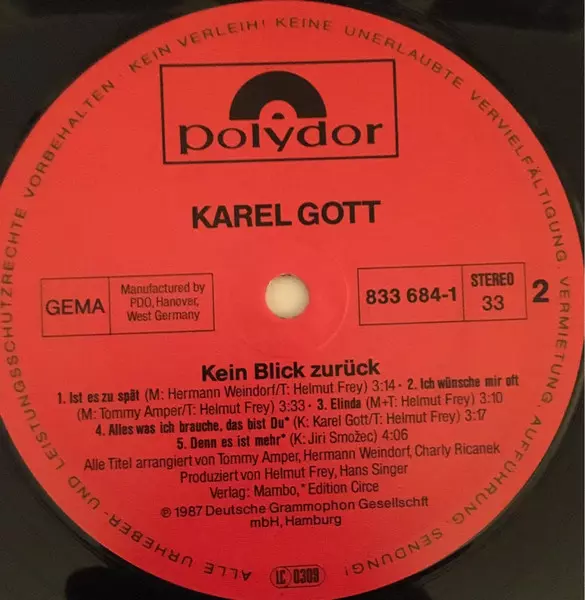 ALLE URHEBER- UND LEISTUNGSSCHUTZRECHTE VORBEHALTEN · KEIN VERLEIH! KEINE UNERLAUBTE VERVIELFÄLTIGUNG, VERMIETUNG, AUFFÜHRUNG, SENDUNG!
polydor
KAREL GOTT
GEMA
Manufactured by
PDO, Hanover,
West Germany
833 684-1
STEREO
33
2
Kein Blick zurück
1. Ist es zu spät (M: Hermann Weindorf/T: Helmut Frey) 3:14 · 2. Ich wünsche mir oft
(M: Tommy Amper/T: Helmut Frey) 3:33 · 3. Elinda (M+T: Helmut Frey) 3:10
4. Alles was ich brauche, das bist Du* (K: Karel Gott/T: Helmut Frey) 3:17
5. Denn es ist mehr* (K: Jiri Smožec) 4:06
Alle Titel arrangiert von Tommy Amper, Hermann Weindorf, Charly Ricanek
Produziert von Helmut Frey, Hans Singer
Verlag: Mambo, *Edition Circe
℗ 1987 Deutsche Grammophon Gesellschft
mbH, Hamburg
LC 0309